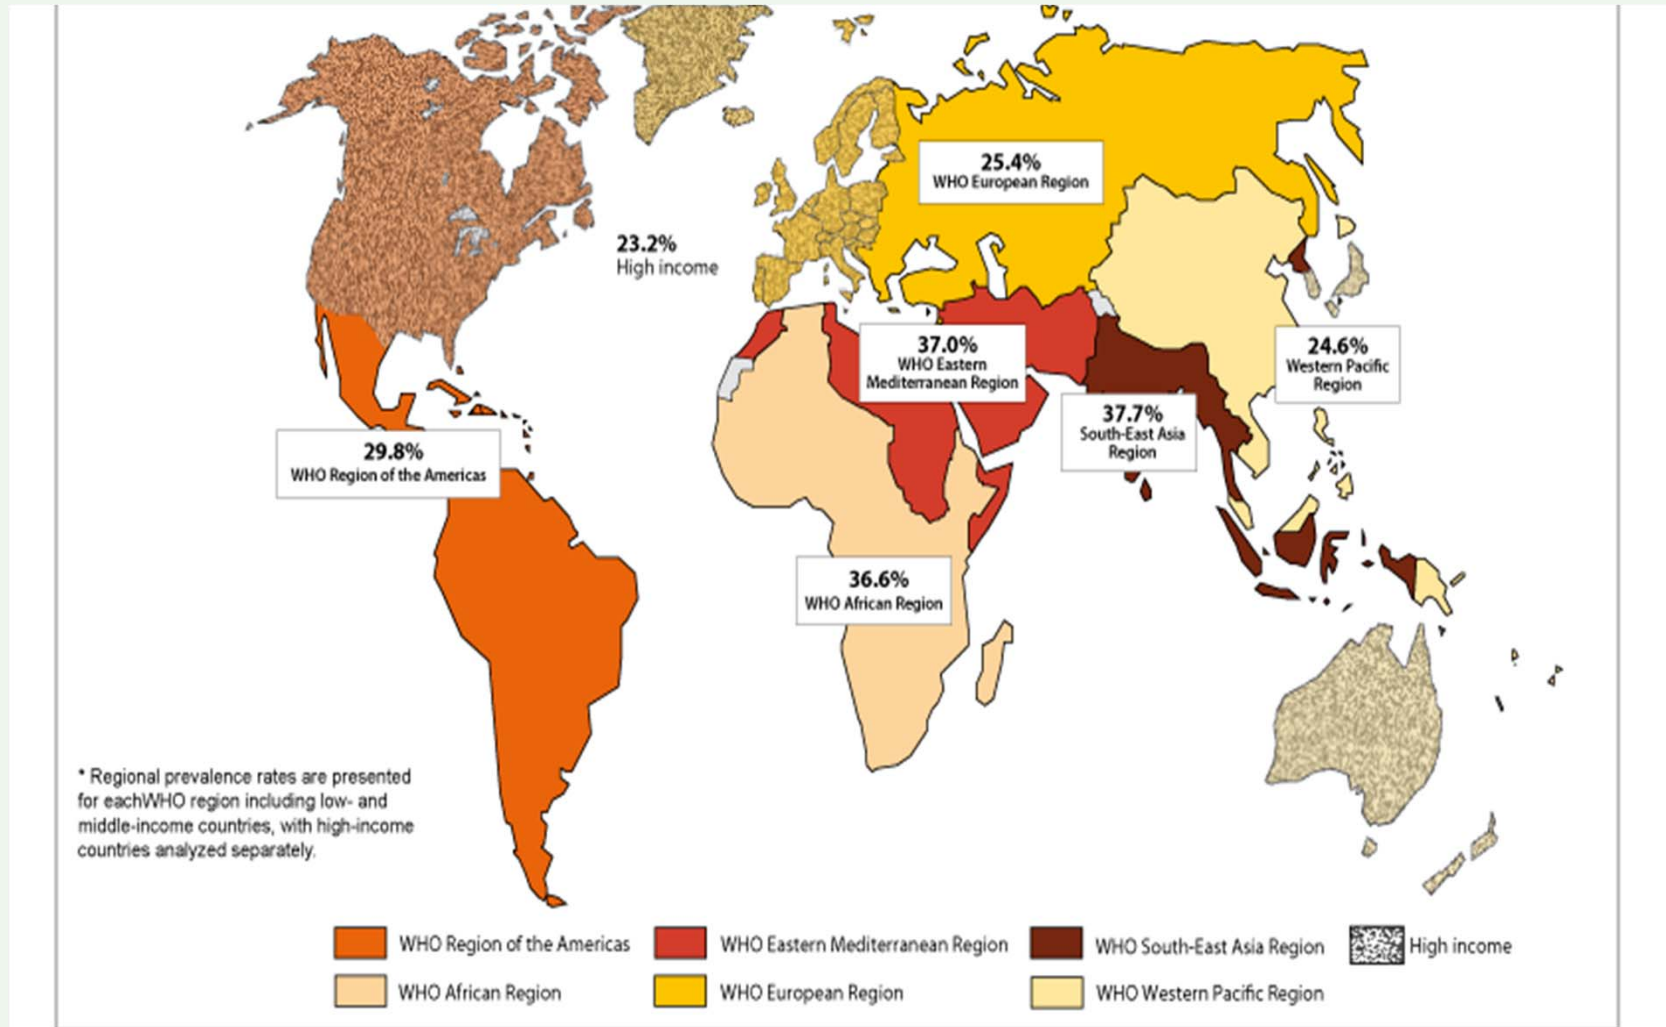 25.4%
WHO European Region
23.2%
High income
37.0%
WHO Eastern
Mediterranean Region
24.6%
Western Pacific
Region
37.7%
South-East Asia
Region
29.8%
WHO Region of the Americas
36.6%
WHO African Region
* Regional prevalence rates are presented
for eachWHO region including low- and
middle-income countries, with high-income
countries analyzed separately.
WHO Region of the Americas
WHO Eastern Mediterranean Region
WHO South-East Asia Region
High income
WHO African Region
WHO European Region
WHO Western Pacific Region